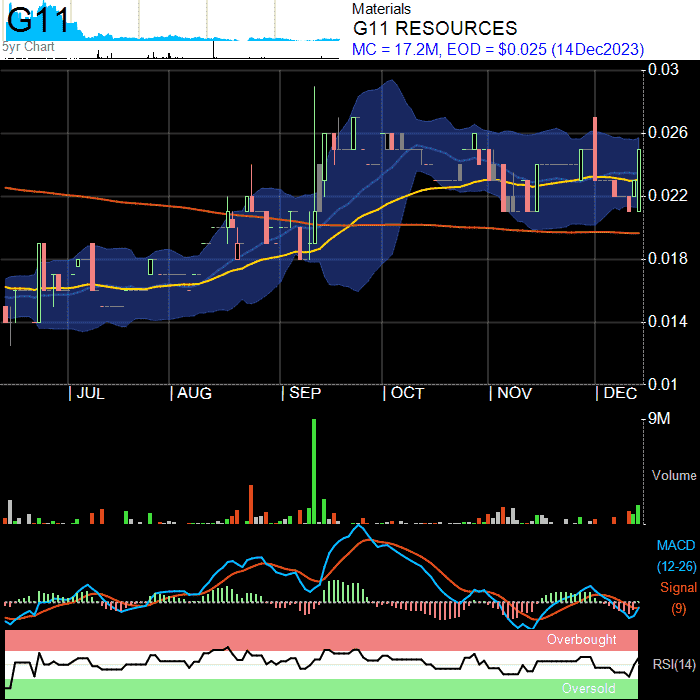 G11
5yr Chart
Materials
G11 RESOURCES
MC = 17.2M, EOD = $0.025 (14Dec2023)
0.03
0.026
0.022
0.018
0.014
0.01
JUL AUG SEP OCT NOV DEC
9M
Volume
MACD
(12-26)
Signal
(9)
Overbought
RSI(14)
Oversold